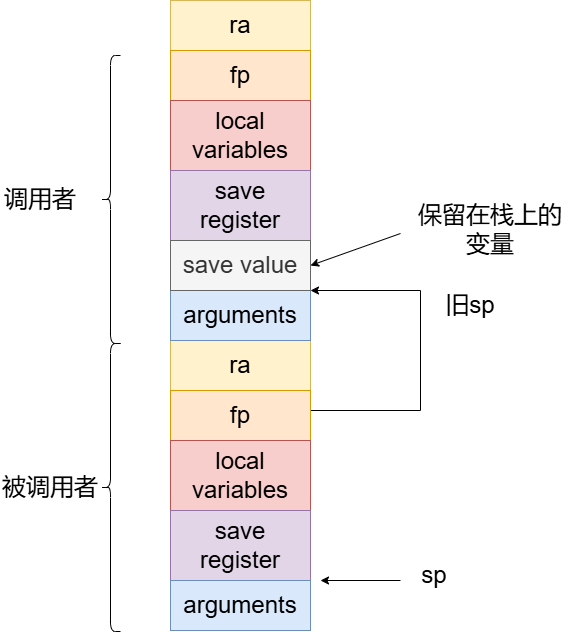 ra
fp
local
variables
调用者
save
register
保留在栈上的
变量
save value
arguments
旧sp
ra
fp
local
variables
被调用者
save
register
sp
arguments